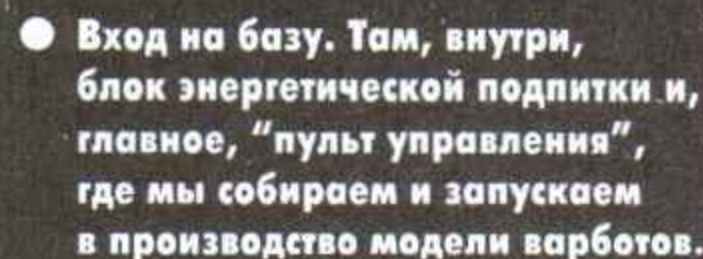 ● Вход на базу. Там, внутри,
блок энергетической подпитки и,
главное, "пульт управления",
где мы собираем и запускаем
в производство модели варботов.